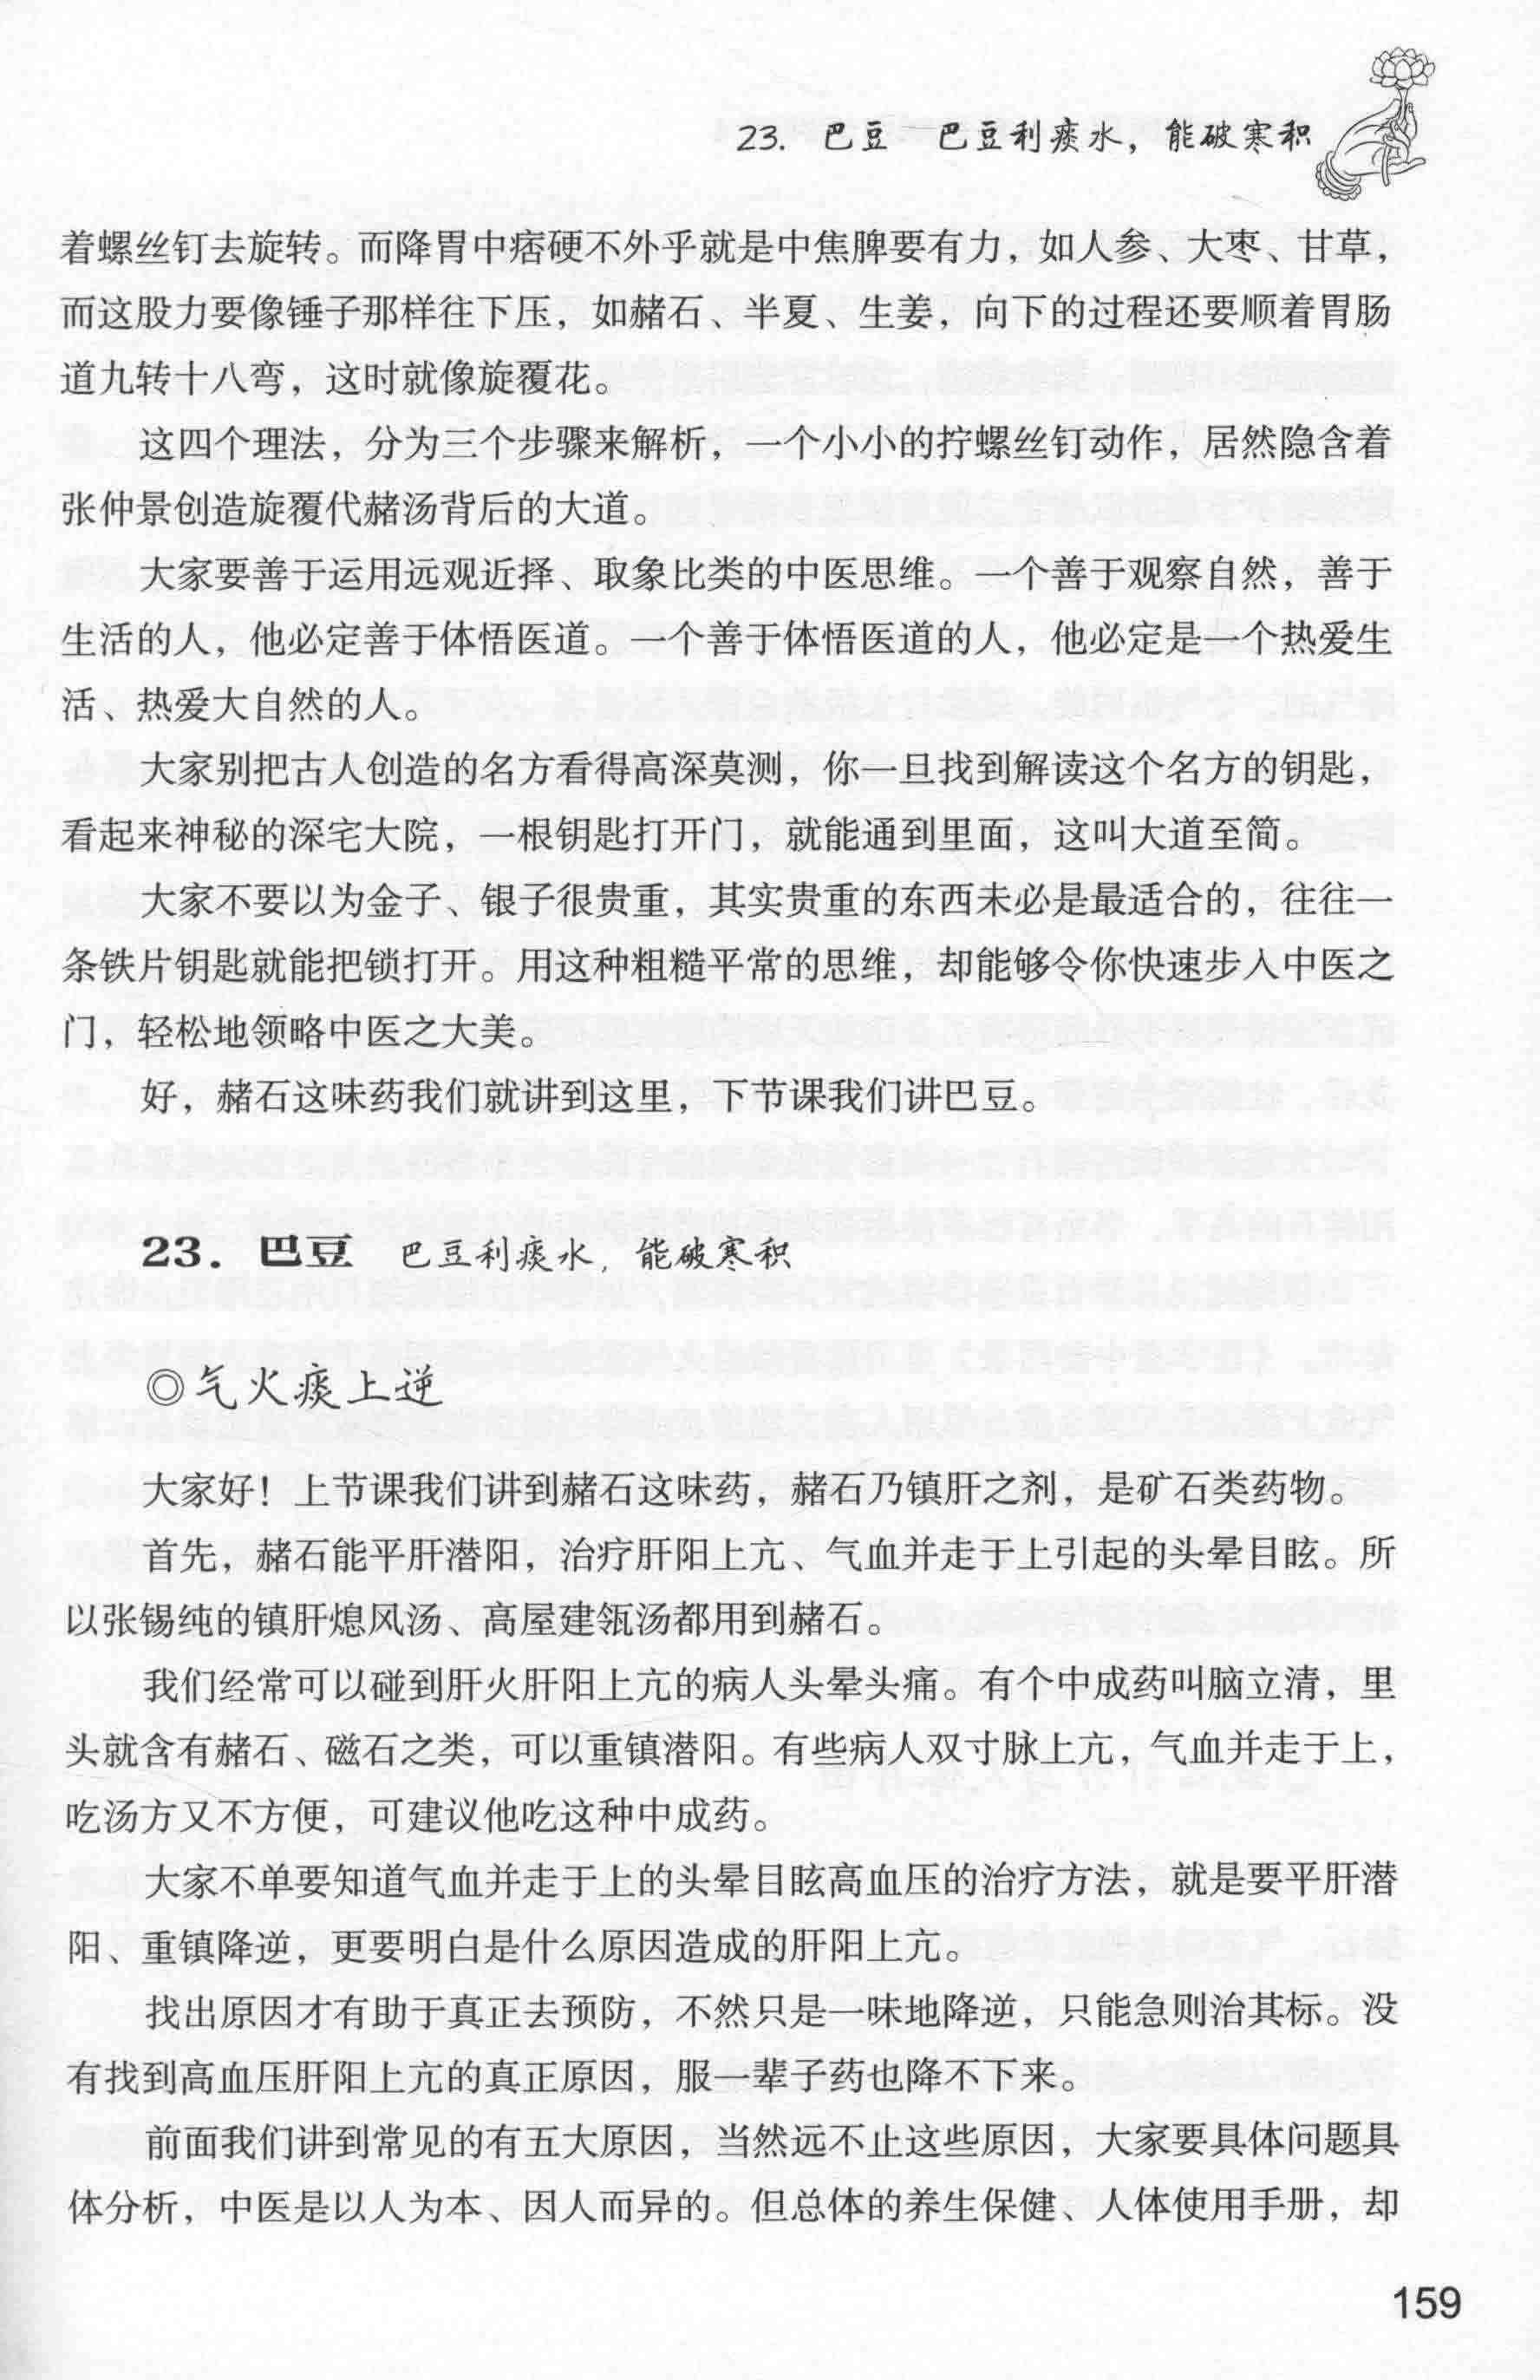 23. 巴豆 巴豆利痰水，能破寒积
着螺丝钉去旋转。而降胃中痞硬不外乎就是中焦脾要有力，如人参、大枣、甘草，
而这股力要像锤子那样往下压，如赭石、半夏、生姜，向下的过程还要顺着胃肠
道九转十八弯，这时就像旋覆花。
这四个理法，分为三个步骤来解析，一个小小的拧螺丝钉动作，居然隐含着
张仲景创造旋覆代赭汤背后的大道。
大家要善于运用远观近择、取象比类的中医思维。一个善于观察自然，善于
生活的人，他必定善于体悟医道。一个善于体悟医道的人，他必定是一个热爱生
活、热爱大自然的人。
大家别把古人创造的名方看得高深莫测，你一旦找到解读这个名方的钥匙，
看起来神秘的深宅大院，一根钥匙打开门，就能通到里面，这叫大道至简。
大家不要以为金子、银子很贵重，其实贵重的东西未必是最适合的，往往一
条铁片钥匙就能把锁打开。用这种粗糙平常的思维，却能够令你快速步入中医之
门，轻松地领略中医之大美。
好，赭石这味药我们就讲到这里，下节课我们讲巴豆。
23. 巴豆 巴豆利痰水，能破寒积
◎气火痰上逆
大家好！上节课我们讲到赭石这味药，赭石乃镇肝之剂，是矿石类药物。
首先，赭石能平肝潜阳，治疗肝阳上亢、气血并走于上引起的头晕目眩。所
以张锡纯的镇肝熄风汤、高屋建瓴汤都用到赭石。
我们经常可以碰到肝火肝阳上亢的病人头晕头痛。有个中成药叫脑立清，里
头就含有赭石、磁石之类，可以重镇潜阳。有些病人双寸脉上亢，气血并走于上，
吃汤方又不方便，可建议他吃这种中成药。
大家不单要知道气血并走于上的头晕目眩高血压的治疗方法，就是要平肝潜
阳、重镇降逆，更要明白是什么原因造成的肝阳上亢。
找出原因才有助于真正去预防，不然只是一味地降逆，只能急则治其标。没
有找到高血压肝阳上亢的真正原因，服一辈子药也降不下来。
前面我们讲到常见的有五大原因，当然远不止这些原因，大家要具体问题具
体分析，中医是以人为本、因人而异的。但总体的养生保健、人体使用手册，却
159